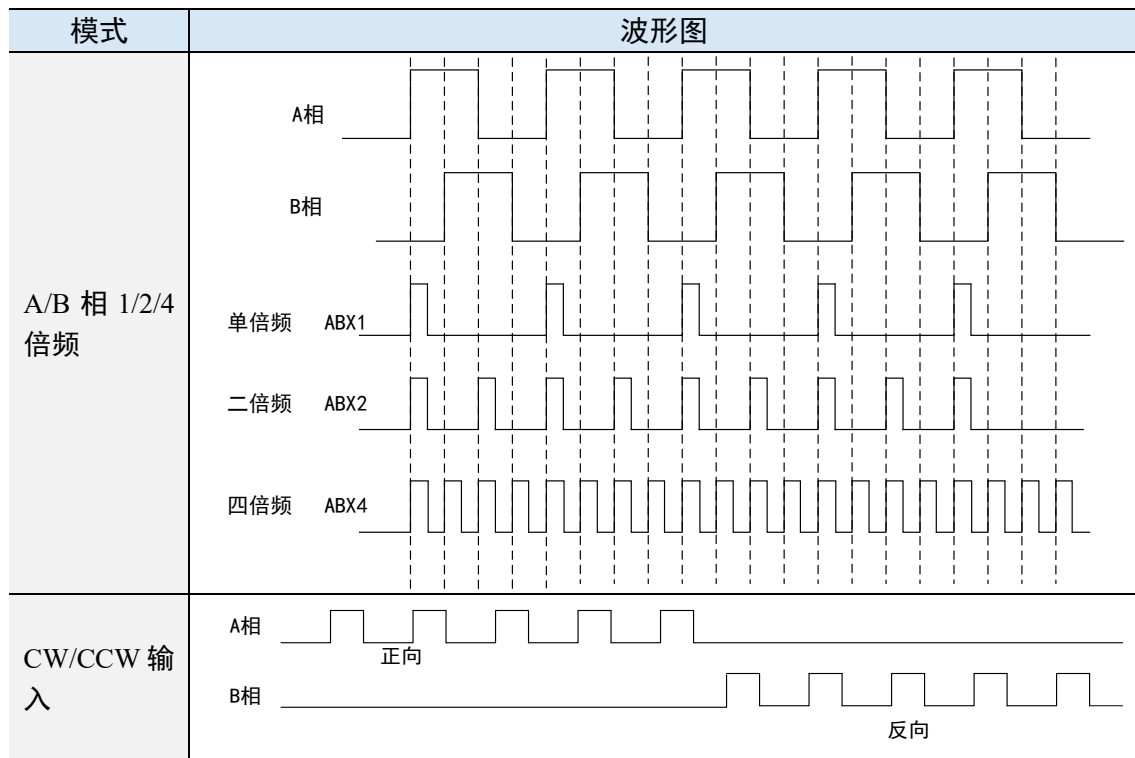 模式
波形图
A/B 相 1/2/4
倍频
A相
B相
单倍频 ABX1
二倍频 ABX2
四倍频 ABX4
CW/CCW 输
入
A相
正向
B相
反向